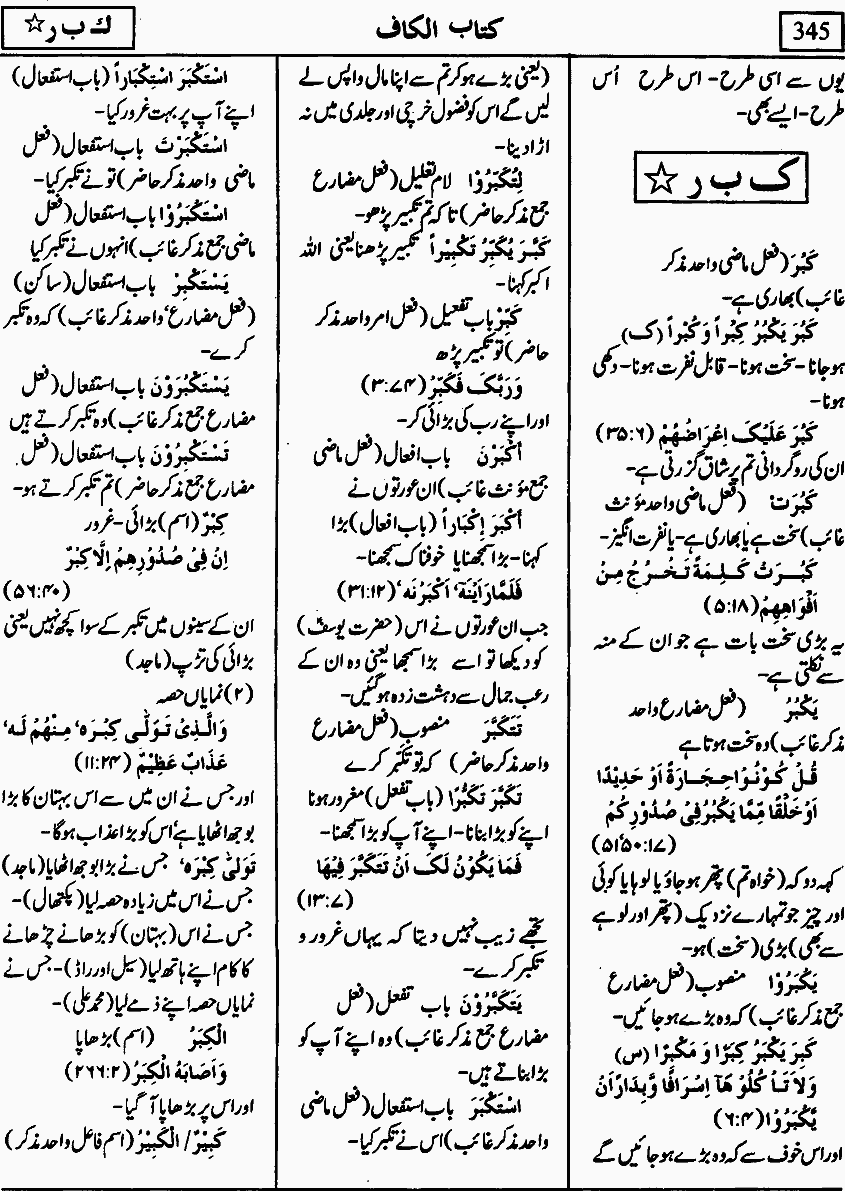 345
کتاب الکاف
ک ب ر ☆
یوں سے اسی طرح- اس طرح اُس
طرح-ایسے بھی-
ک ب ر ☆
کَبُرَ (فعل ماضی واحد مذکر
غائب) بھاری ہے-
کَبُرَ یَکْبُرُ کِبْراً وَ کُبْراً (ک)
ہوجانا-سخت ہونا- قابل نفرت ہونا- دکھی
ہونا-
کَبُرَ عَلَیْکَ اِعْرَاضُهُمْ (۳۵:۶)
ان کی روگردانی تم پر شاق گزرتی ہے-
کَبُرَتْ (فعل ماضی واحد مؤنث
غائب) سخت ہے یا بھاری ہے- یا نفرت انگیز-
کَبُرَتْ کَلِمَةً تَخْرُجُ مِنْ
اَفْوَاهِهِمْ (۵:۱۸)
یہ بڑی سخت بات ہے جو ان کے منہ
سے نکلتی ہے-
یَکْبُرُ (فعل مضارع واحد
مذکر غائب) وہ سخت ہوتا ہے
قُلْ کُوْنُوْا حِجَارَةً اَوْ حَدِیْدًا
اَوْ خَلْقًا مِّمَّا یَکْبُرُ فِیْ صُدُوْرِکُمْ
(۵۱٬۵۰:۱۷)
کہہ دو کہ (خواہ تم) پتھر ہوجاؤ یا لوہا یا کوئی
اور چیز جو تمہارے نزدیک (پتھر اور لوہے
سے بھی) بڑی (سخت) ہو-
یَکْبَرُوْا منصوب (فعل مضارع
جمع مذکر غائب) کہ وہ بڑے ہوجائیں-
کَبِرَ یَکْبَرُ کِبَرًا وَ مَکْبَرًا (س)
وَلَا تَأْکُلُوْهَآ اِسْرَافًا وَّبِدَارًا اَنْ
یَّکْبَرُوْا (۶:۴)
اور اس خوف سے کہ وہ بڑے ہوجائیں گے
(یعنی بڑے ہوکر تم سے اپنا مال واپس لے
لیں گے اس کو فضول خرچی اور جلدی میں نہ
اڑا دینا-
لِتُکَبِّرُوْا لام تعلیل (فعل مضارع
جمع مذکر حاضر) تاکہ تم تکبیر پڑھو-
کَبَّرَ یُکَبِّرُ تَکْبِیْراً تکبیر پڑھنا یعنی اللہ
اکبر کہنا-
کَبِّرْ باب تفعیل (فعل امر واحد مذکر
حاضر) تو تکبیر پڑھ
وَرَبَّکَ فَکَبِّرْ (۳:۷۴)
اور اپنے رب کی بڑائی کر-
اَکْبَرْنَ باب افعال (فعل ماضی
جمع مؤنث غائب) ان عورتوں نے
اَکْبَرَ اِکْبَاراً (باب افعال) بڑا
کہنا-بڑا سمجھنا یا خوفناک سمجھنا-
فَلَمَّا رَاَیْنَهٗ اَکْبَرْنَهٗ (۳۱:۱۲)
جب ان عورتوں نے اس (حضرت یوسفؑ)
کو دیکھا تو اسے بڑا سمجھا یعنی وہ ان کے
رعب جمال سے دہشت زدہ ہوگئیں-
تَتَکَبَّرَ منصوب (فعل مضارع
واحد مذکر حاضر) کہ تو تکبر کرے
تَکَبَّرَ تَکَبُّرًا (باب تفعل) مغرور ہونا
اپنے کو بڑا بنانا-اپنے آپ کو بڑا سمجھنا-
فَمَا یَکُوْنُ لَکَ اَنْ تَتَکَبَّرَ فِیْهَا
(۱۳:۷)
تجھے زیب نہیں دیتا کہ یہاں غرور و
تکبر کرے-
یَتَکَبَّرُوْنَ باب تفعل (فعل
مضارع جمع مذکر غائب) وہ اپنے آپ کو
بڑا بناتے ہیں-
اسْتَکْبَرَ باب استفعال (فعل ماضی
واحد مذکر غائب) اس نے تکبر کیا-
اسْتَکْبَرَ اسْتِکْبَاراً (باب استفعال)
اپنے آپ پر بہت غرور کیا-
اسْتَکْبَرْتَ باب استفعال (فعل
ماضی واحد مذکر حاضر) تو نے تکبر کیا-
اسْتَکْبَرُوْا باب استفعال (فعل
ماضی جمع مذکر غائب) انہوں نے تکبر کیا
یَسْتَکْبِرْ باب استفعال (ساکن)
(فعل مضارع٬ واحد مذکر غائب) کہ وہ تکبر
کرے-
یَسْتَکْبِرُوْنَ باب استفعال (فعل
مضارع جمع مذکر غائب) وہ تکبر کرتے ہیں
تَسْتَکْبِرُوْنَ باب استفعال (فعل
مضارع جمع مذکر حاضر) تم تکبر کرتے ہو-
کِبْرٌ (اسم) بڑائی-غرور
اِنْ فِیْ صُدُوْرِهِمْ اِلَّا کِبْرٌ
(۵۶:۴۰)
ان کے سینوں میں تکبر کے سوا کچھ نہیں یعنی
بڑائی کی تڑپ (ماجد)
(۲) نمایاں حصہ
وَالَّذِیْ تَوَلّٰی کِبْرَهٗ مِنْهُمْ لَهٗ
عَذَابٌ عَظِیْمٌ (۱۱:۲۴)
اور جس نے ان میں سے اس بہتان کا بڑا
بوجھ اٹھایا ہے٬ اس کو بڑا عذاب ہوگا-
تَوَلّٰی کِبْرَهٗ جس نے بڑا بوجھ اٹھایا (ماجد)
جس نے اس میں زیادہ حصہ لیا (پکتھال)-
جس نے اس (بہتان) کو بڑھانے چڑھانے
کا کام اپنے ہاتھ لیا (سیل اور راڈ)-جس نے
نمایاں حصہ اپنے ذمے لیا (محمد علی)-
الْکِبَرُ (اسم) بڑھاپا
وَاَصَابَهُ الْکِبَرُ (۲۶۶:۲)
اور اس پر بڑھاپا آ گیا-
کَبِیْرٌ/ الْکَبِیْرُ (اسم فاعل واحد مذکر)